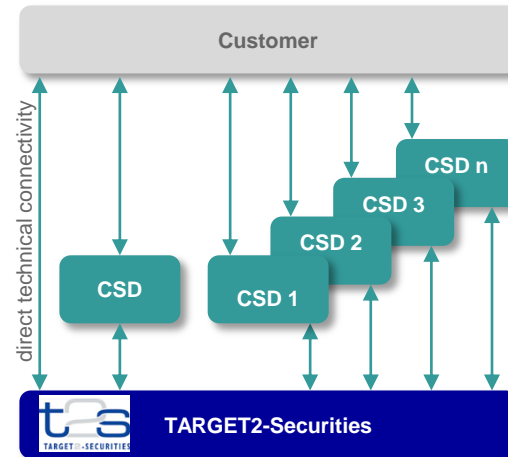 Customer
direct technical connectivity
CSD n
CSD 3
CSD 2
CSD
CSD 1
t2s
TARGET2-SECURITIES
TARGET2-Securities